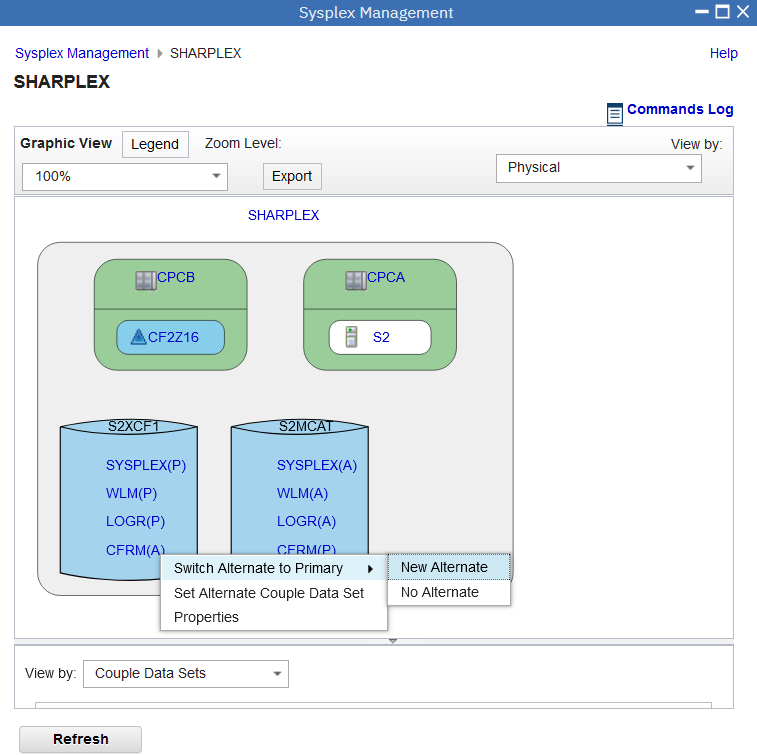 Sysplex Management
Sysplex Management SHARPLEX Help
SHARPLEX
Commands Log
Graphic View Legend Zoom Level: View by:
100% Export Physical
SHARPLEX
CPCB CPCA
CF2Z16 S2
S2XCF1 S2MCAT
SYSPLEX(P) SYSPLEX(A)
WLM(P) WLM(A)
LOGR(P) LOGR(A)
CFRM(A) CFRM(P)
Switch Alternate to Primary New Alternate
Set Alternate Couple Data Set No Alternate
Properties
View by: Couple Data Sets
Refresh